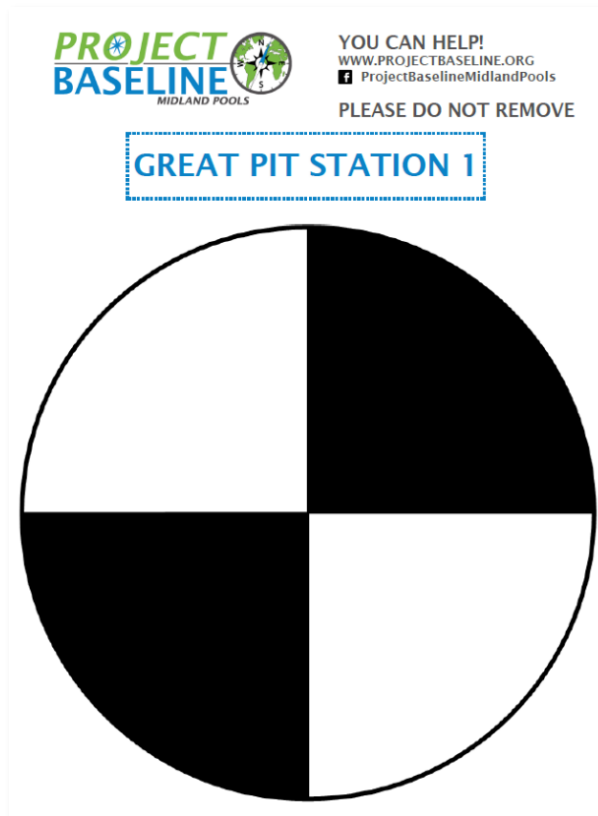 PROJECT
BASELINE
MIDLAND POOLS
YOU CAN HELP!
WWW.PROJECTBASELINE.ORG
f ProjectBaselineMidlandPools
PLEASE DO NOT REMOVE
GREAT PIT STATION 1